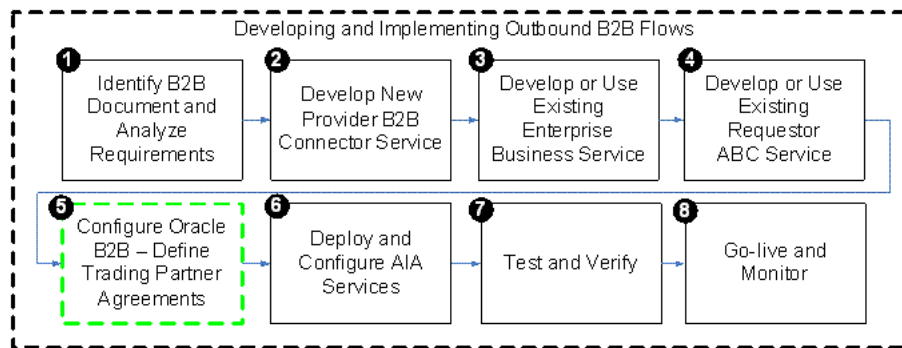 Developing and Implementing Outbound B2B Flows
1
Identify B2B
Document and
Analyze
Requirements
2
Develop New
Provider B2B
Connector Service
3
Develop or Use
Existing
Enterprise
Business Service
4
Develop or Use
Existing
Requestor
ABC Service
5
Configure Oracle
B2B – Define
Trading Partner
Agreements
6
Deploy and
Configure AIA
Services
7
Test and Verify
8
Go-live and
Monitor